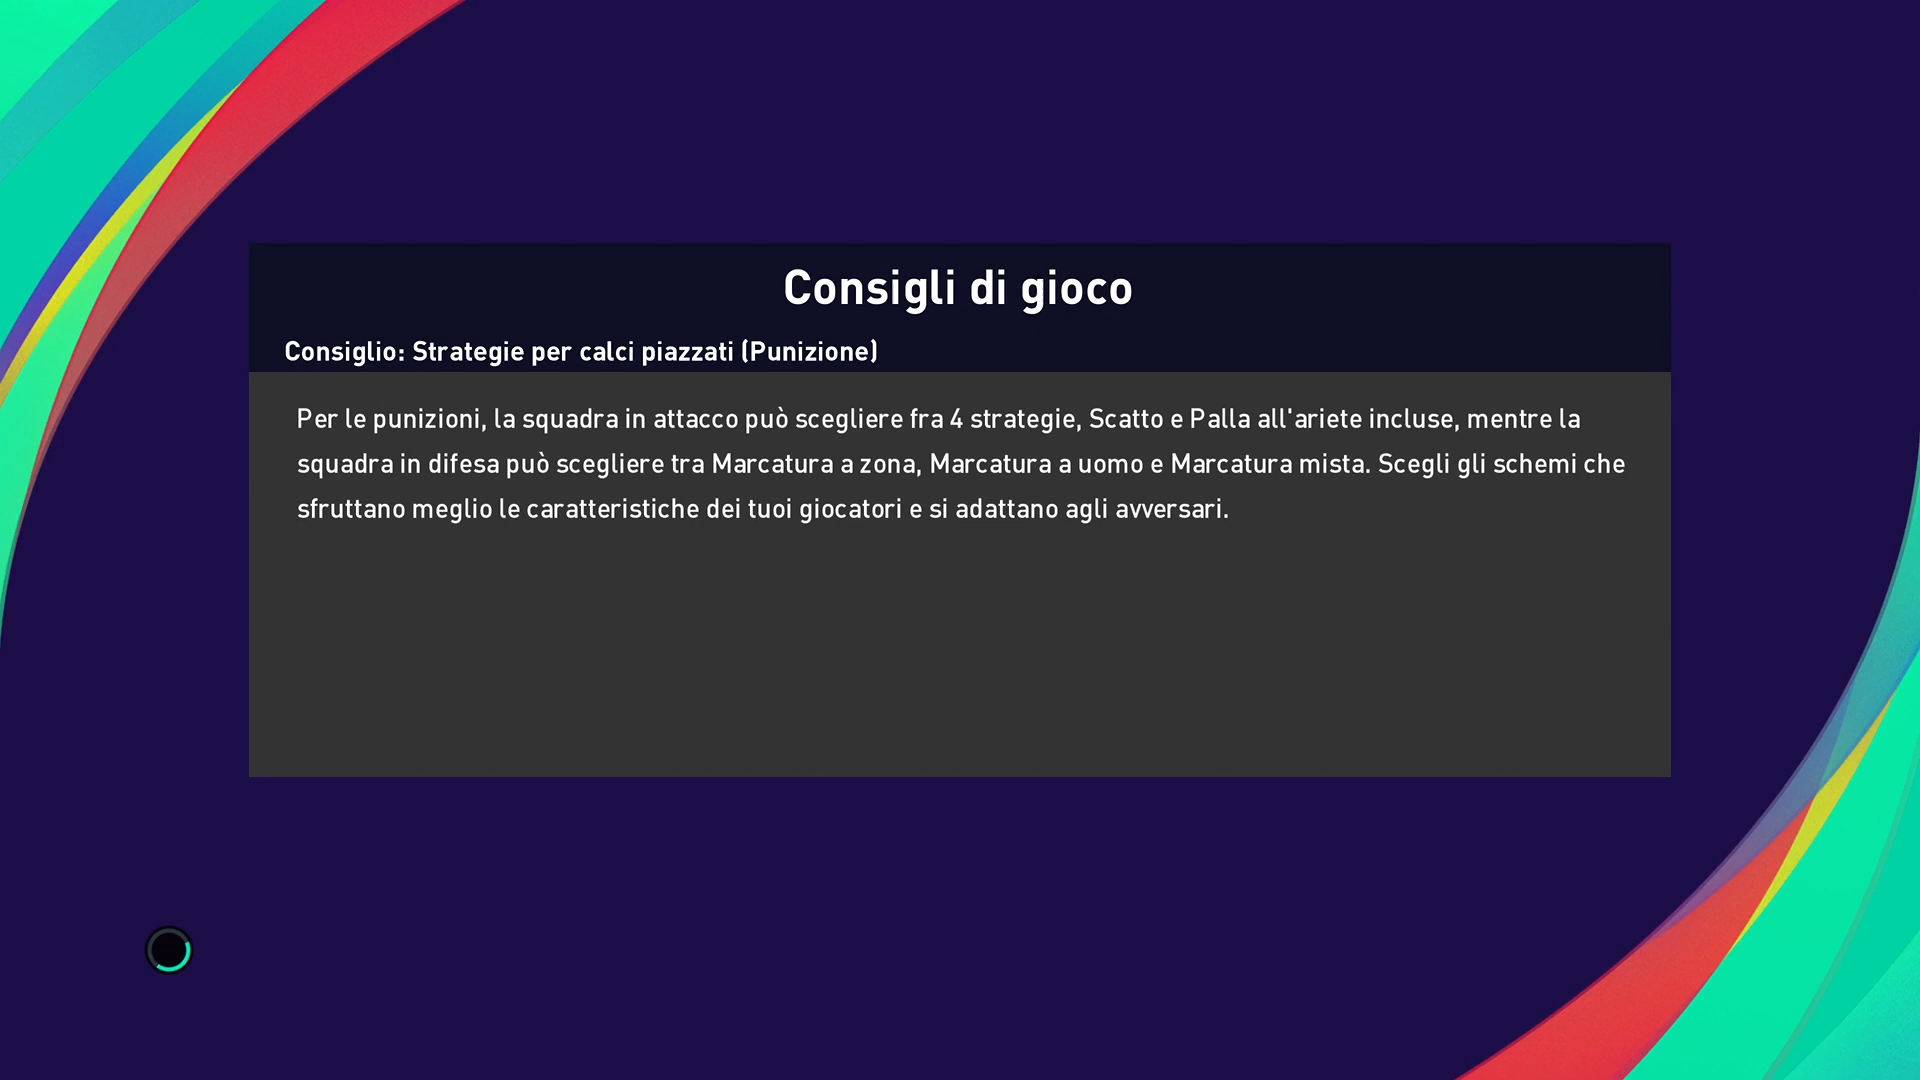 Consigli di gioco
Consiglio: Strategie per calci piazzati (Punizione)
Per le punizioni, la squadra in attacco può scegliere fra 4 strategie, Scatto e Palla all'ariete incluse, mentre la
squadra in difesa può scegliere tra Marcatura a zona, Marcatura a uomo e Marcatura mista. Scegli gli schemi che
sfruttano meglio le caratteristiche dei tuoi giocatori e si adattano agli avversari.